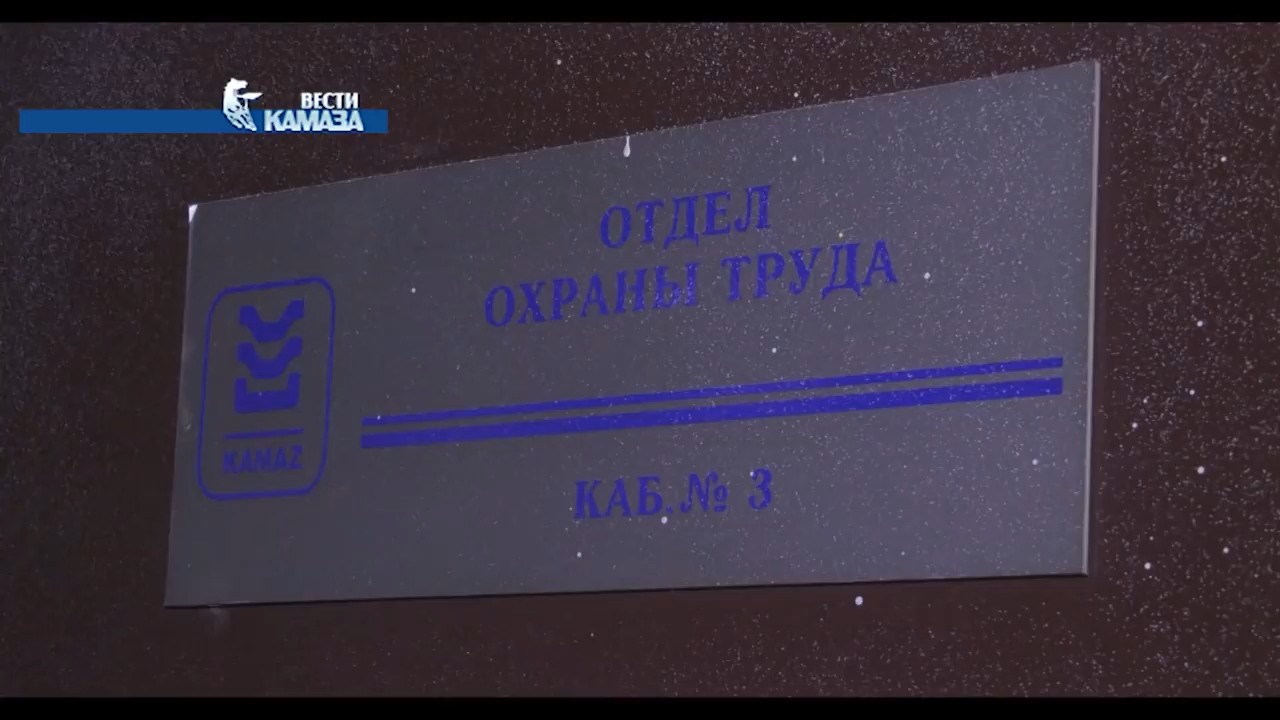 ВЕСТИ
КАМАЗА
ОТДЕЛ
ОХРАНЫ ТРУДА
KAMAZ
КАБ.№ 3